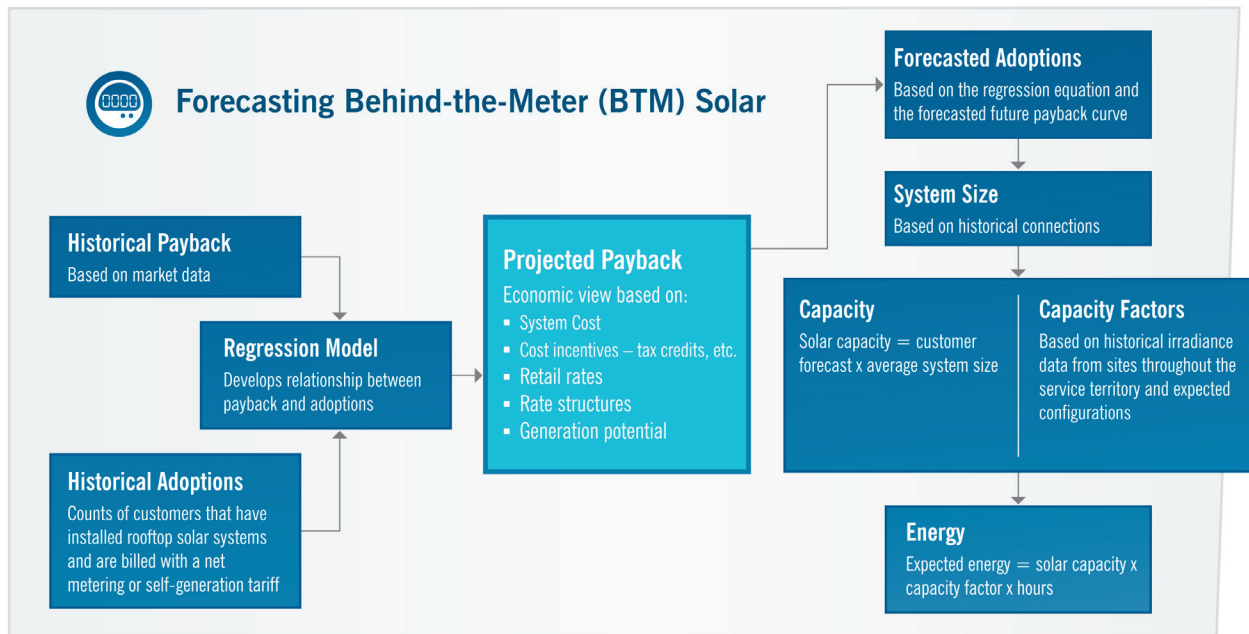 0000
Forecasting Behind-the-Meter (BTM) Solar
Historical Payback
Based on market data
Regression Model
Develops relationship between
payback and adoptions
Historical Adoptions
Counts of customers that have
installed rooftop solar systems
and are billed with a net
metering or self-generation tariff
Projected Payback
Economic view based on:
▪ System Cost
▪ Cost incentives – tax credits, etc.
▪ Retail rates
▪ Rate structures
▪ Generation potential
Forecasted Adoptions
Based on the regression equation and
the forecasted future payback curve
System Size
Based on historical connections
Capacity
Solar capacity = customer
forecast x average system size
Capacity Factors
Based on historical irradiance
data from sites throughout the
service territory and expected
configurations
Energy
Expected energy = solar capacity x
capacity factor x hours